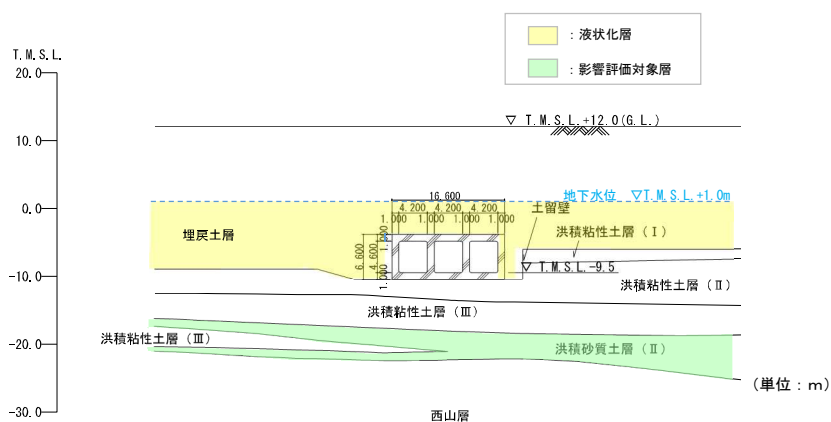 ：液状化層
：影響評価対象層
T.M.S.L.
20.0
10.0
0.0
-10.0
-20.0
-30.0
▽ T.M.S.L.+12.0(G.L.)
地下水位 ▽T.M.S.L.+1.0m
16.600
4.200 4.200 4.200
1.000 1.000 1.000 1.000
土留壁
1.000
4.600
1.000
6.600
埋戻土層
洪積粘性土層(Ⅰ)
▽ T.M.S.L.-9.5
洪積粘性土層(Ⅱ)
洪積粘性土層(Ⅲ)
洪積粘性土層(Ⅲ)
洪積砂質土層(Ⅱ)
(単位：m)
西山層